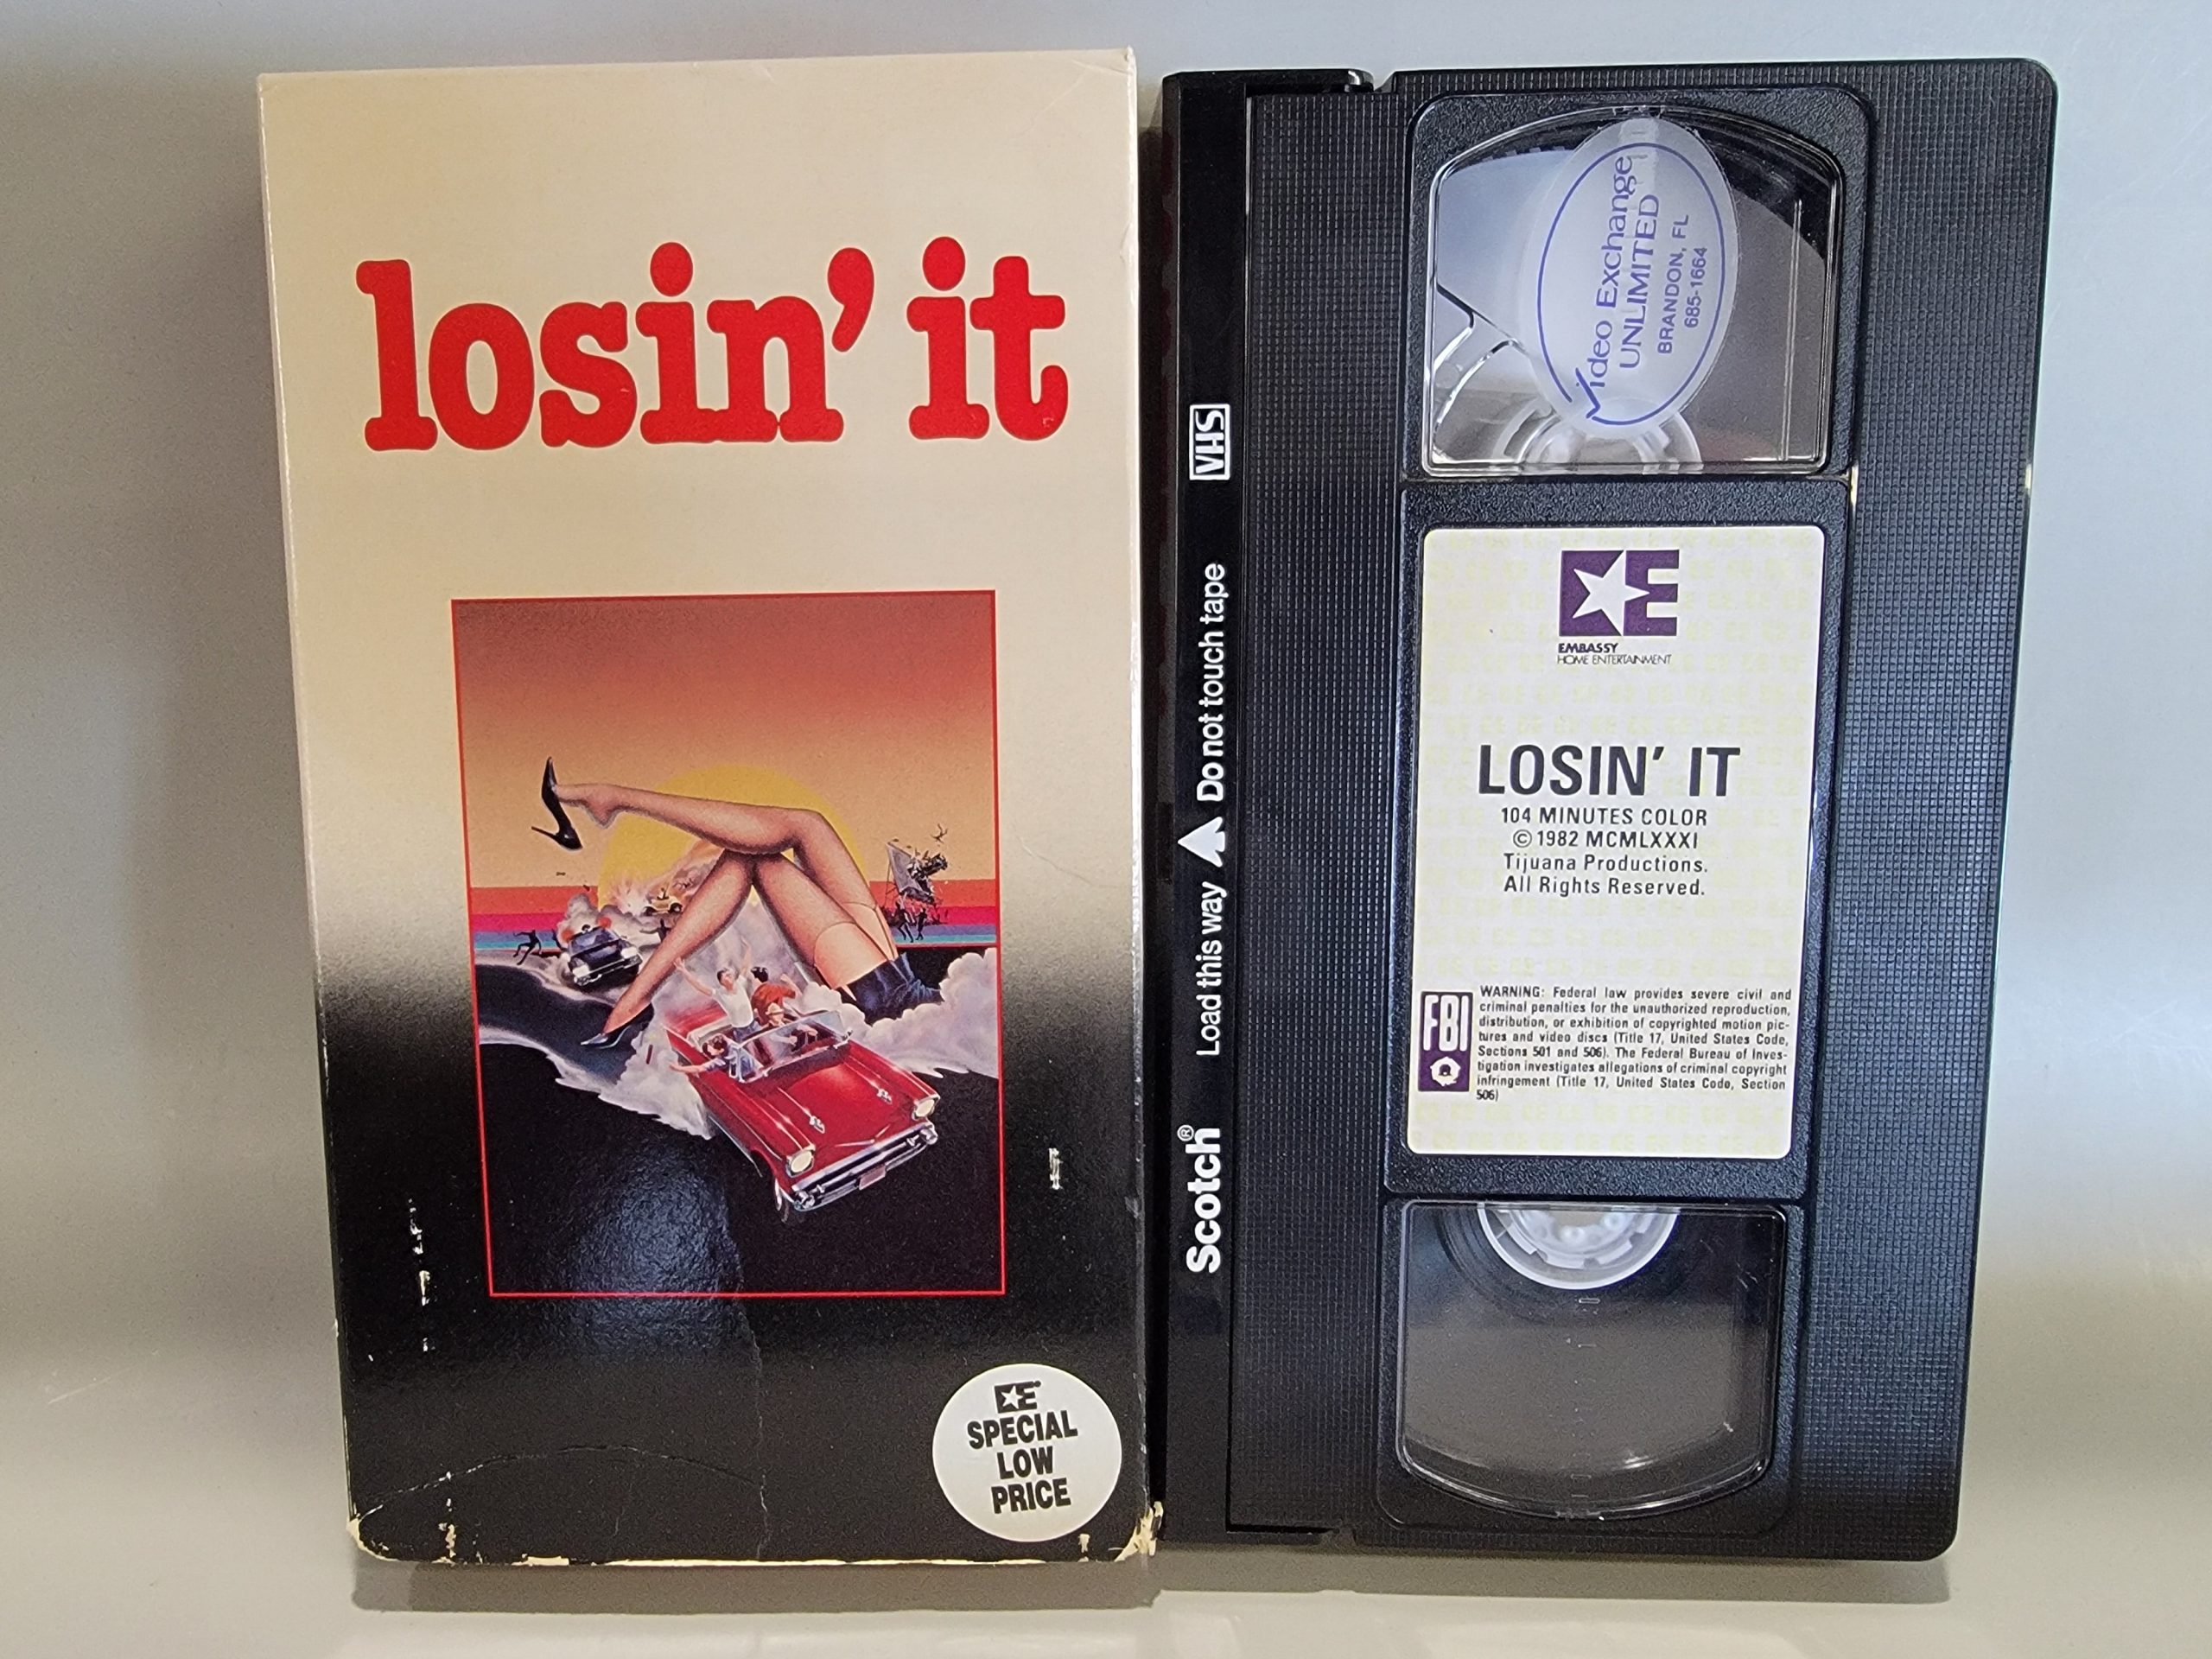 losin' it
SPECIAL
LOW
PRICE
VHS
Scotch®
Load this way
Do not touch tape
Video Exchange
UNLIMITED
BRANDON, FL
685-1664
EMBASSY
HOME ENTERTAINMENT
LOSIN' IT
104 MINUTES COLOR
© 1982 MCMLXXXI
Tijuana Productions.
All Rights Reserved.
FBI
WARNING: Federal law provides severe civil and
criminal penalties for the unauthorized reproduction,
distribution, or exhibition of copyrighted motion pic-
tures and video discs (Title 17, United States Code,
Sections 501 and 506). The Federal Bureau of Inves-
tigation investigates allegations of criminal copyright
infringement (Title 17, United States Code, Section
506)